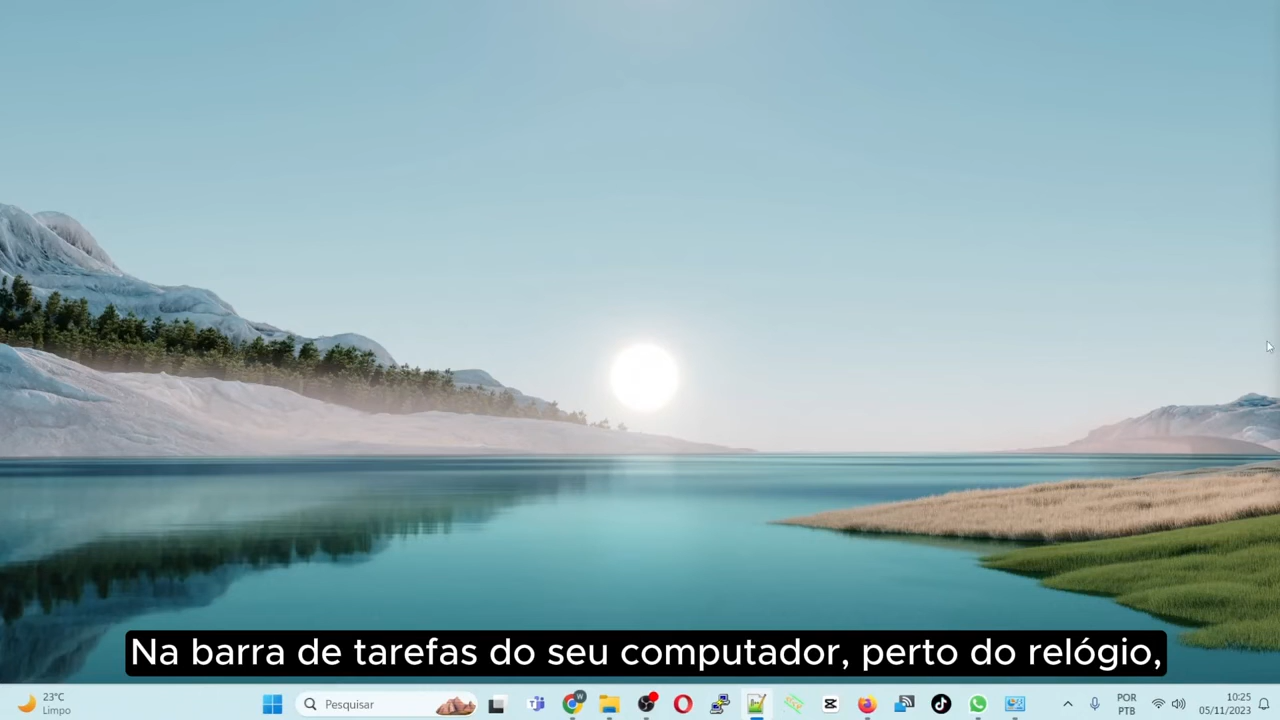 Na barra de tarefas do seu computador, perto do relógio,
23°C
Limpo
Pesquisar
W
POR
PTB
10:25
05/11/2023